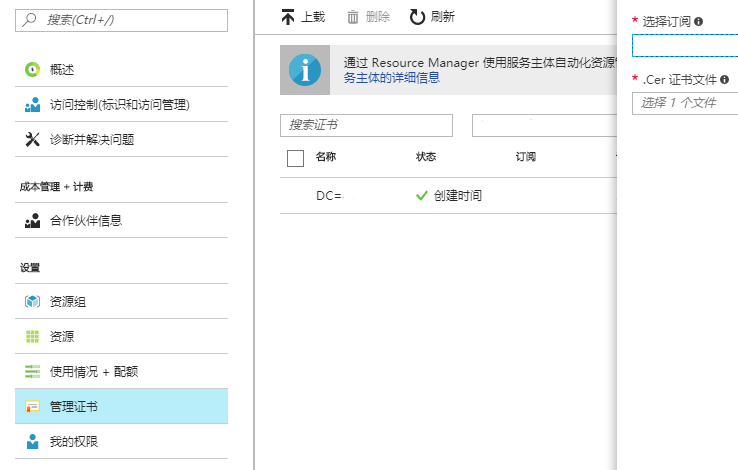 搜索(Ctrl+/)
概述
访问控制(标识和访问管理)
诊断并解决问题
成本管理 + 计费
合作伙伴信息
设置
资源组
资源
使用情况 + 配额
管理证书
我的权限
上载 删除 刷新
通过 Resource Manager 使用服务主体自动化资源
务主体的详细信息
搜索证书
名称 状态 订阅
DC= 创建时间
* 选择订阅
* .Cer 证书文件
选择 1 个文件